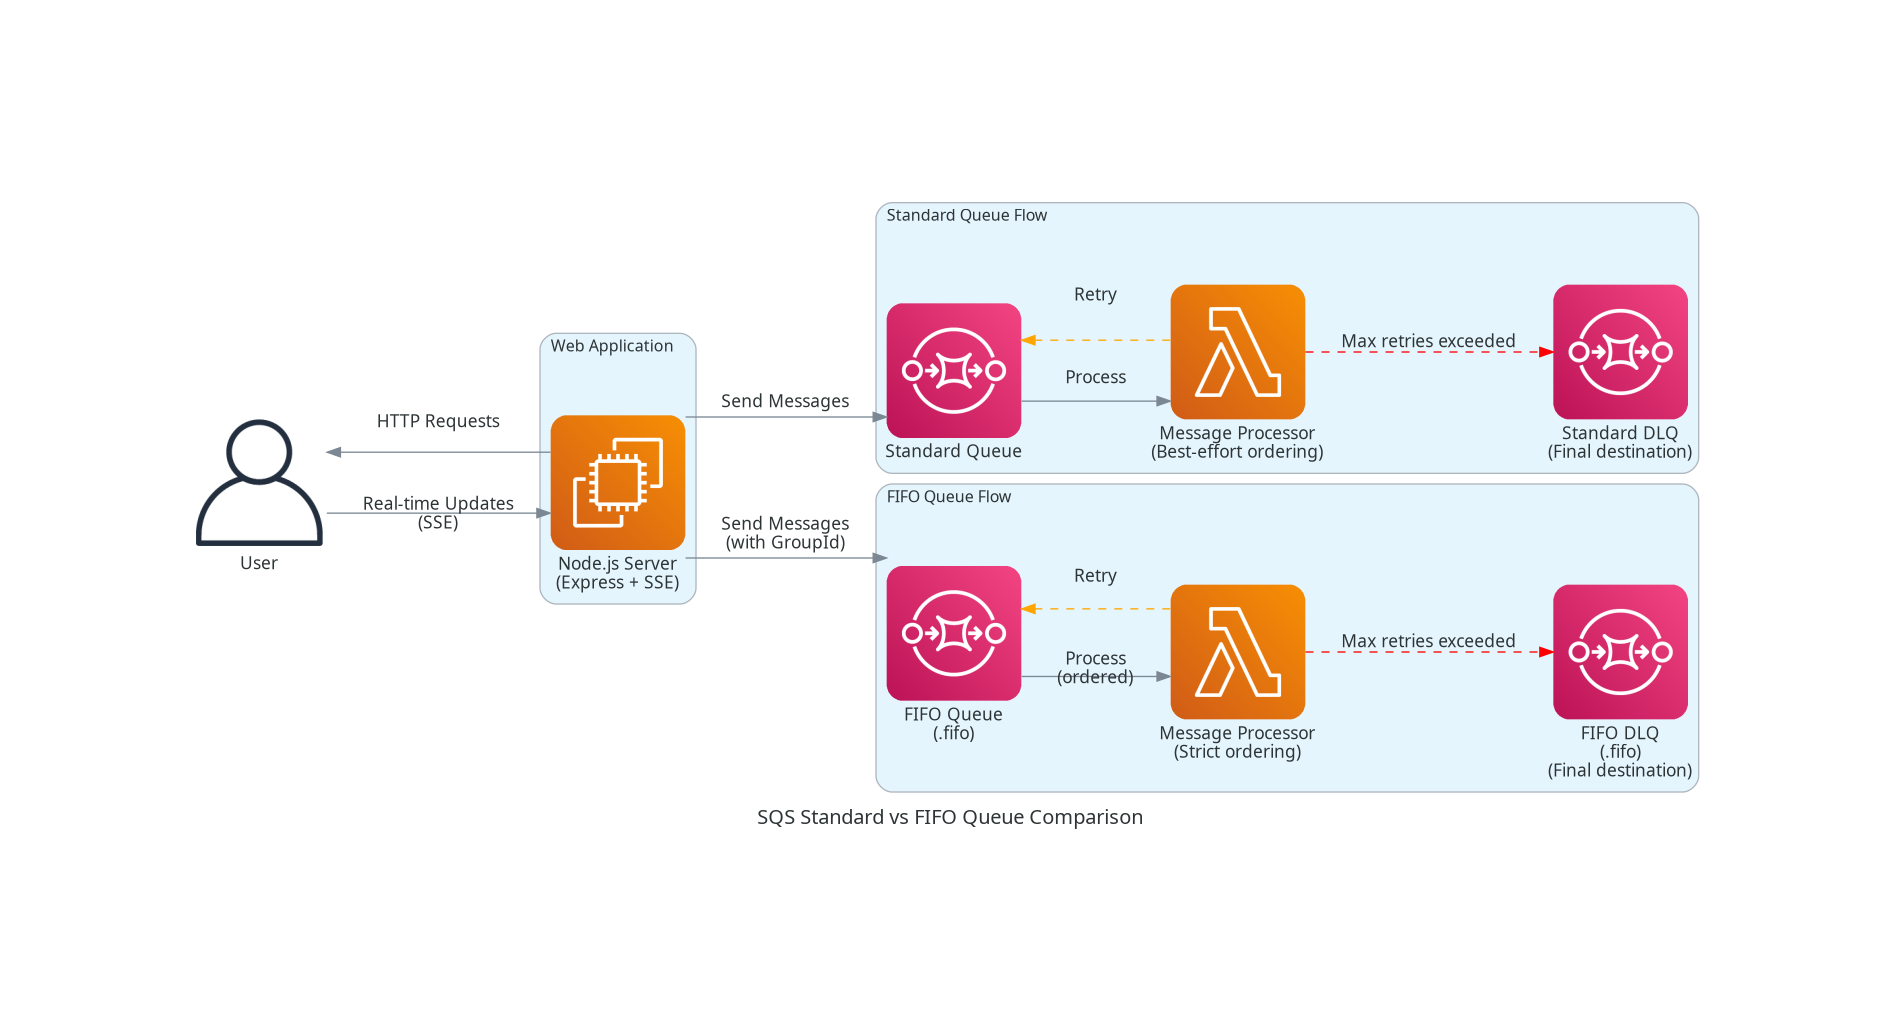 HTTP Requests
Real-time Updates
(SSE)
User
Web Application
Node.js Server
(Express + SSE)
Send Messages
Send Messages
(with GroupId)
Standard Queue Flow
Standard Queue
Retry
Process
Message Processor
(Best-effort ordering)
Max retries exceeded
Standard DLQ
(Final destination)
FIFO Queue Flow
FIFO Queue
(.fifo)
Retry
Process
(ordered)
Message Processor
(Strict ordering)
Max retries exceeded
FIFO DLQ
(.fifo)
(Final destination)
SQS Standard vs FIFO Queue Comparison